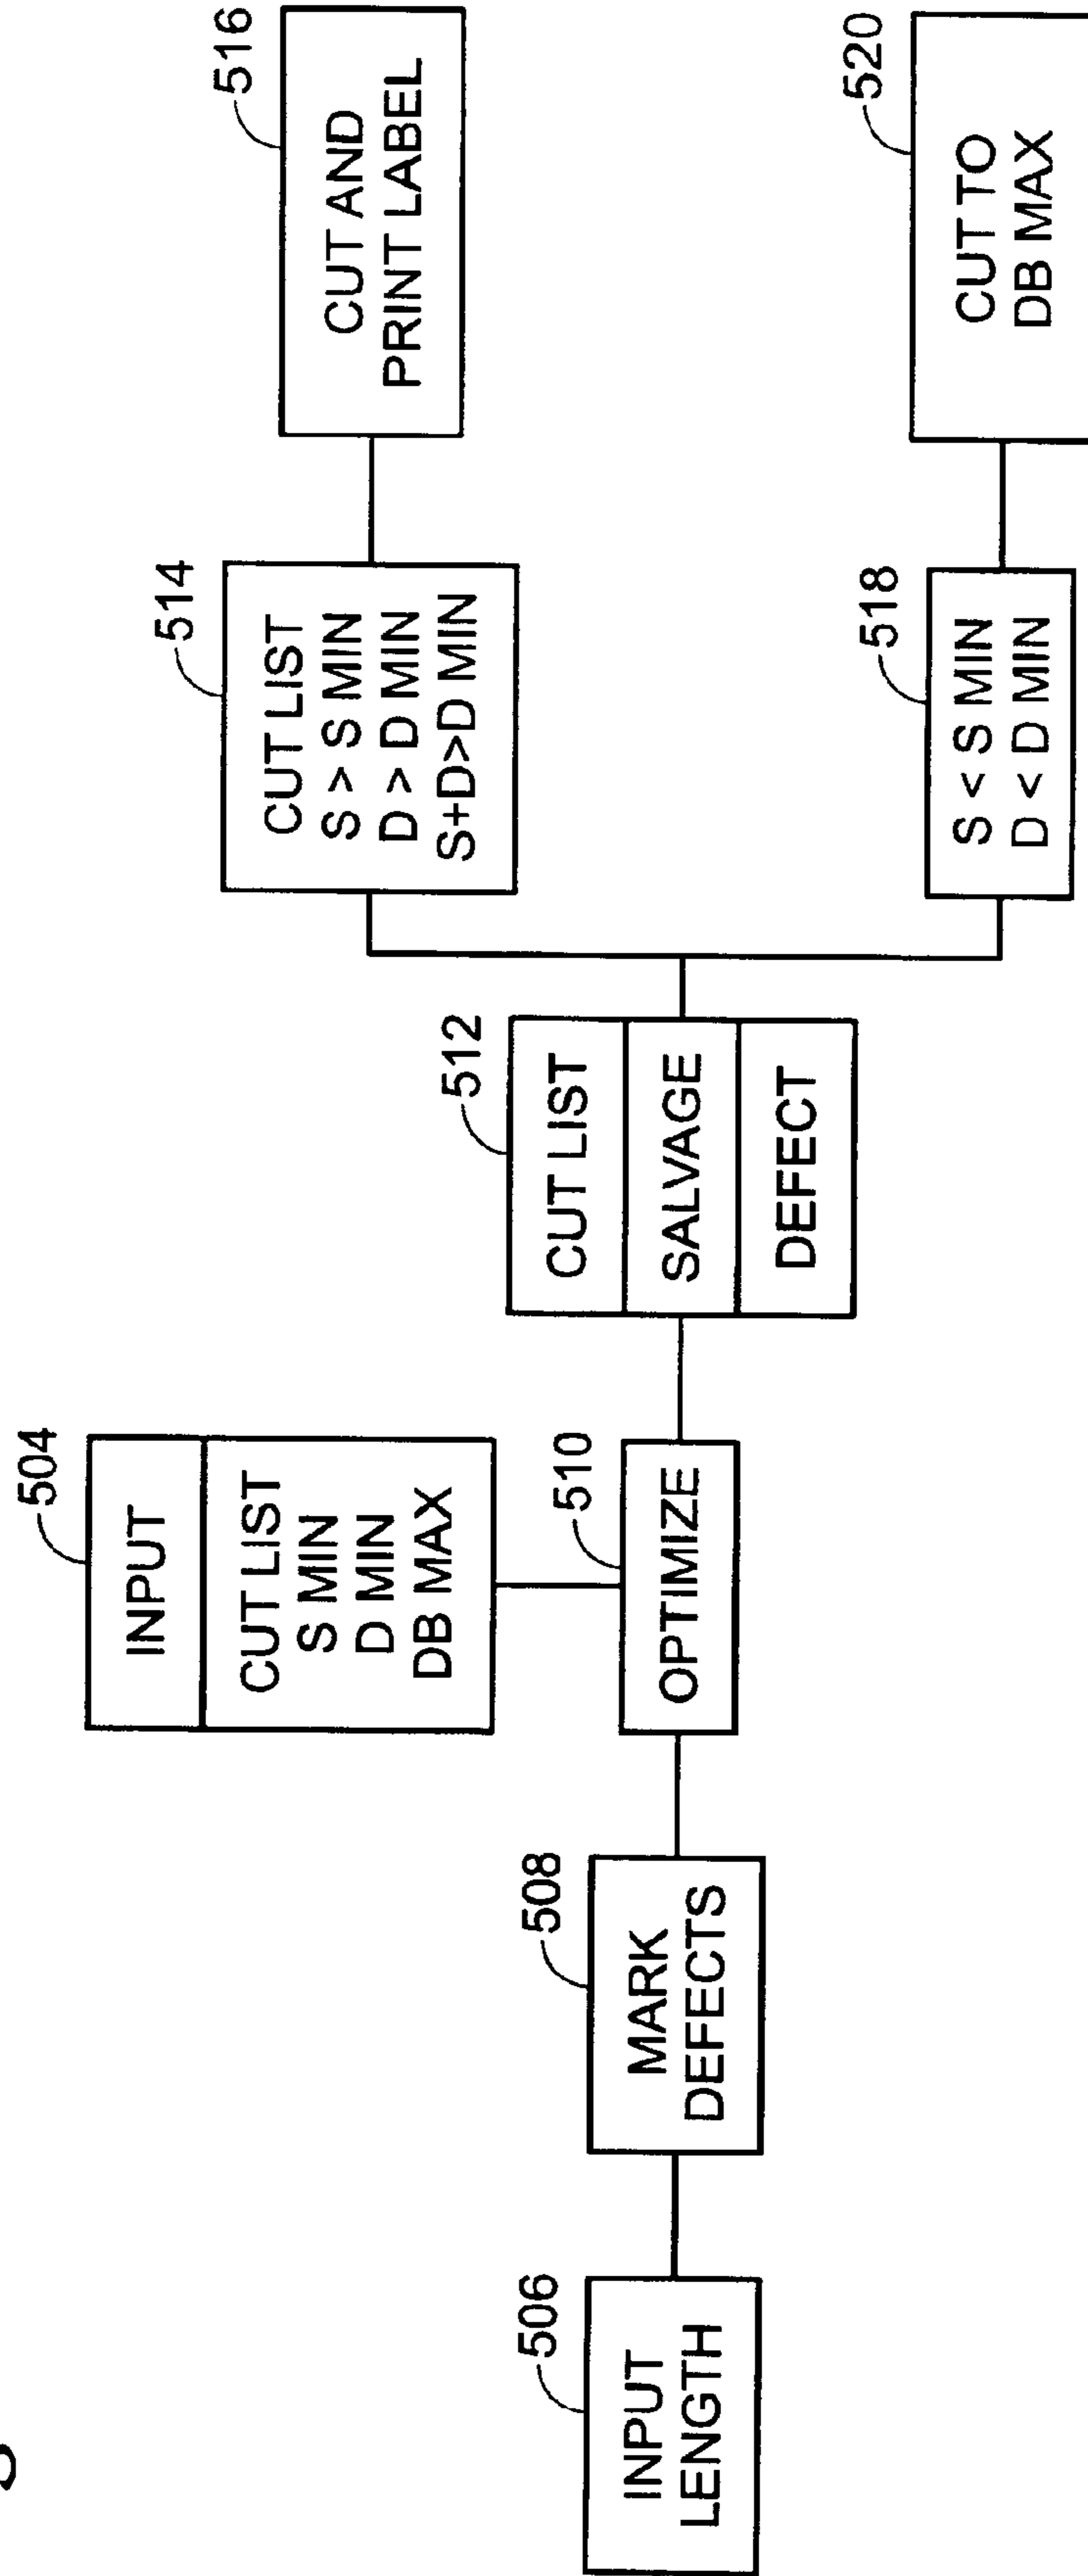 506
INPUT
LENGTH
508
MARK
DEFECTS
504
INPUT
CUT LIST
S MIN
D MIN
DB MAX
510
OPTIMIZE
512
CUT LIST
SALVAGE
DEFECT
514
CUT LIST
S > S MIN
D > D MIN
S+D>D MIN
516
CUT AND
PRINT LABEL
518
S < S MIN
D < D MIN
520
CUT TO
DB MAX